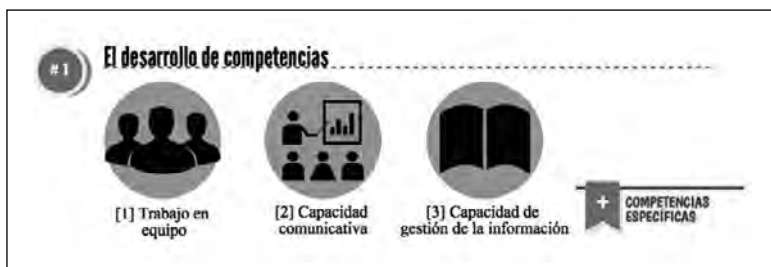 #1
El desarrollo de competencias
[1] Trabajo en
equipo
[2] Capacidad
comunicativa
[3] Capacidad de
gestión de la información
+
COMPETENCIAS
ESPECÍFICAS